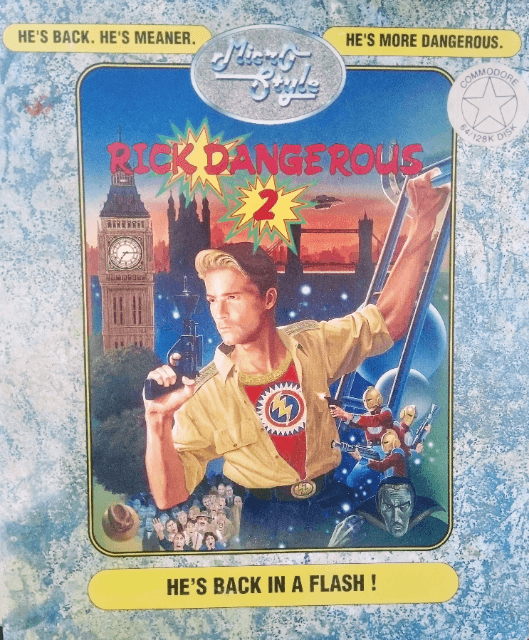 HE'S BACK. HE'S MEANER.
Micro
Style
HE'S MORE DANGEROUS.
COMMODORE
64/128K DISK
RICK DANGEROUS
2
HE'S BACK IN A FLASH !